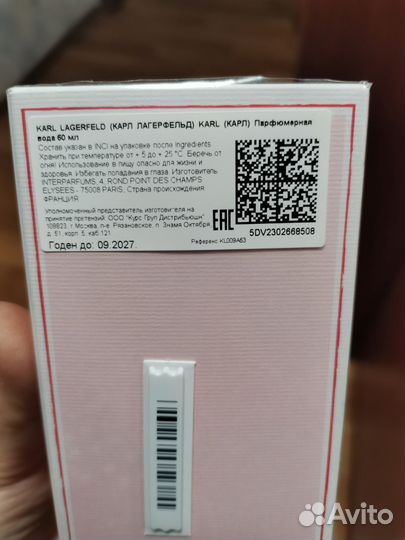 KARL LAGERFELD (КАРЛ ЛАГЕРФЕЛЬД) KARL (КАРЛ) Парфюмерная
вода 60 мл
Состав указан в INCI на упаковке после Ingredients.
Хранить при температуре от + 5 до + 25 °C. Беречь от
огня! Использование в пищу опасно для жизни и
здоровья. Избегать попадания в глаза. Изготовитель
INTERPARFUMS, 4, ROND POINT DES CHAMPS
ELYSEES - 75008 PARIS, Страна происхождения
ФРАНЦИЯ
Уполномоченный представитель изготовителя на
принятие претензий: ООО "Курс Груп Дистрибьюшн"
108823, г. Москва, п-е Рязановское, п. Знамя Октября,
д. 51, корп. 5, каб.121
EAC
Референс KL009A63
5DV2302668508
Годен до: 09.2027.
Avito